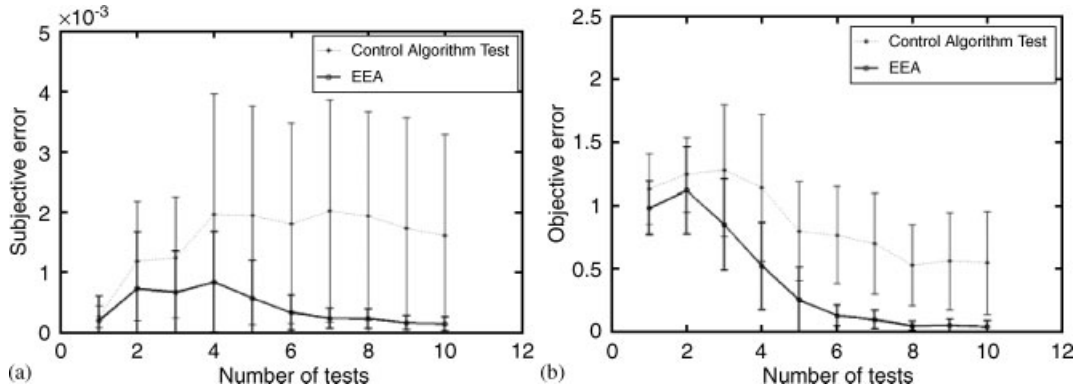 ×10⁻³
5
4
3
2
1
0
Subjective error
Control Algorithm Test
EEA
0 2 4 6 8 10 12
(a) Number of tests
2.5
2
1.5
1
0.5
0
Objective error
Control Algorithm Test
EEA
0 2 4 6 8 10 12
(b) Number of tests